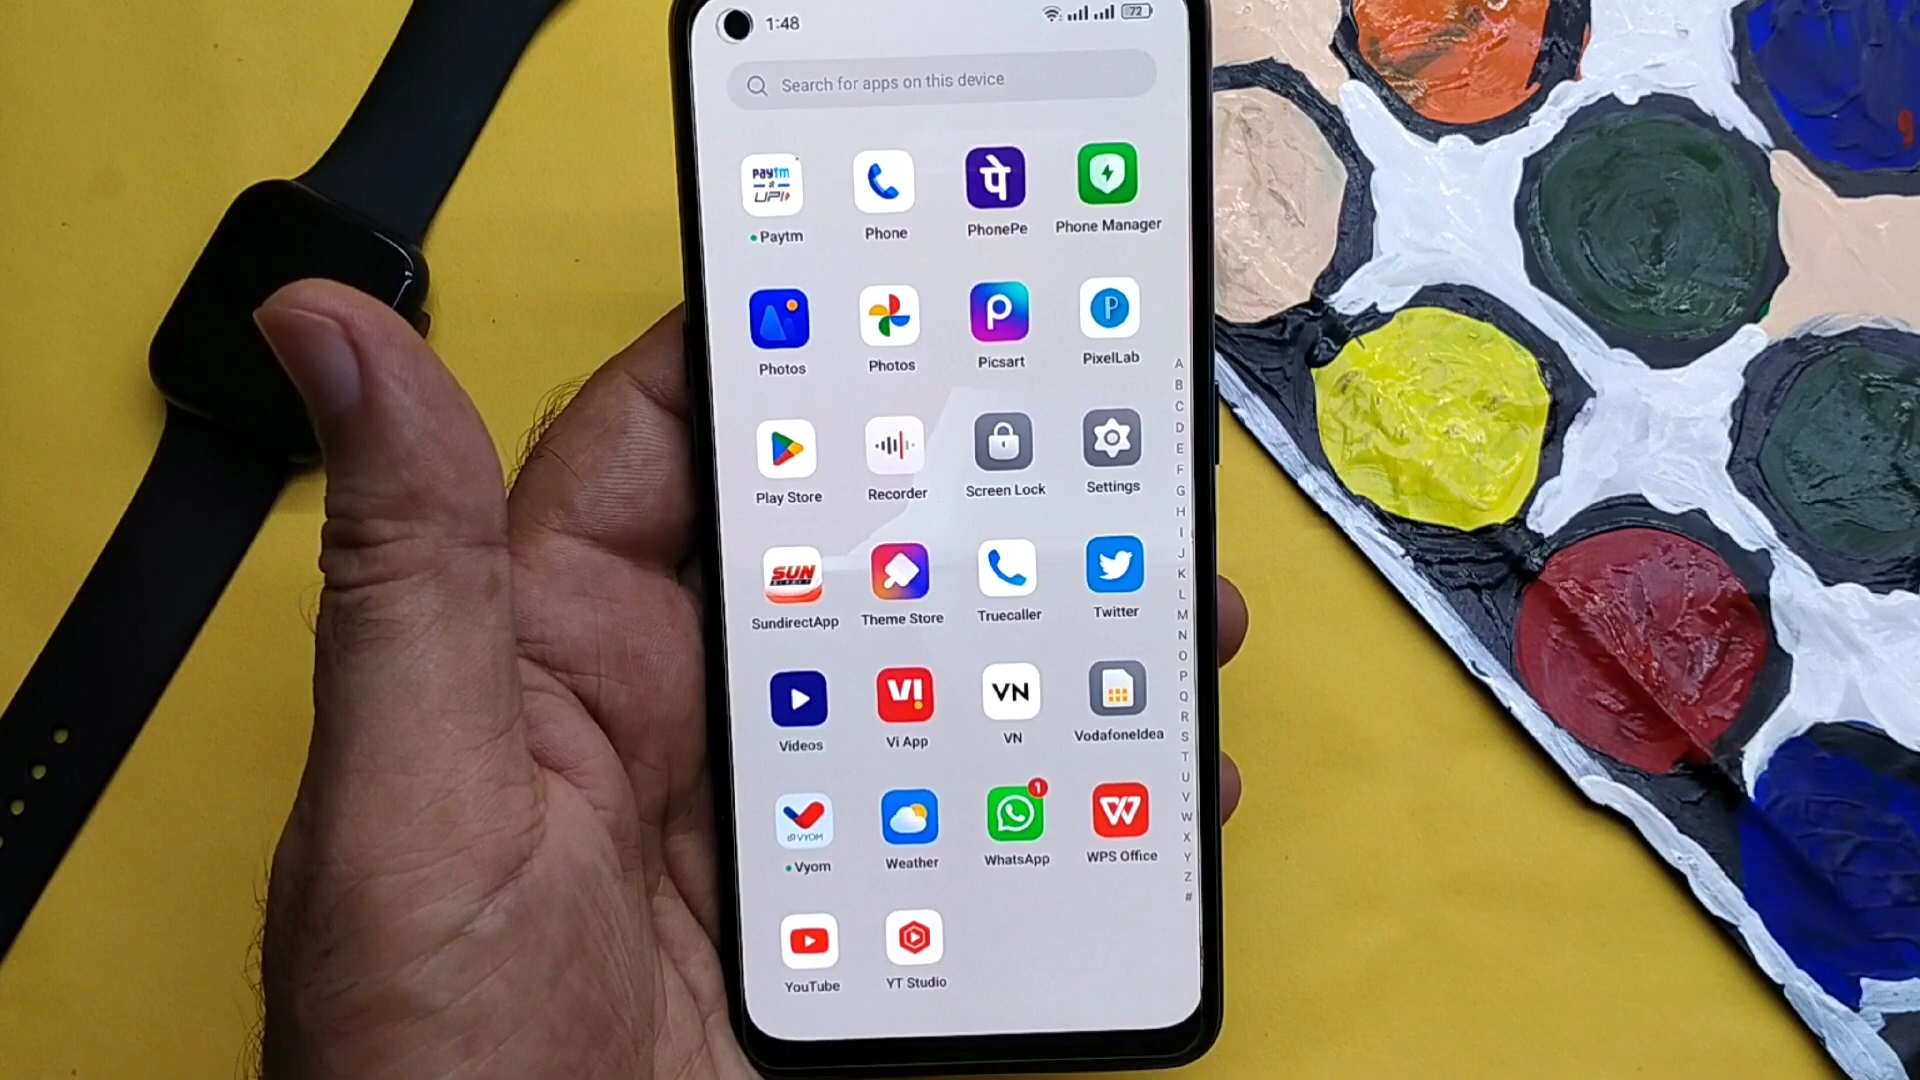 1:48
72
Search for apps on this device
paytm
UPI
पे
Paytm
Phone
PhonePe
Phone Manager
P
P
Photos
Photos
Picsart
PixelLab
Play Store
Recorder
Screen Lock
Settings
SUN
DIRECT
SundirectApp
Theme Store
Truecaller
Twitter
VI
VN
Videos
Vi App
VN
VodafoneIdea
VYOM
1
W
Vyom
Weather
WhatsApp
WPS Office
YouTube
YT Studio
A
B
C
D
E
F
G
H
I
J
K
L
M
N
O
P
Q
R
S
T
U
V
W
X
Y
Z
#